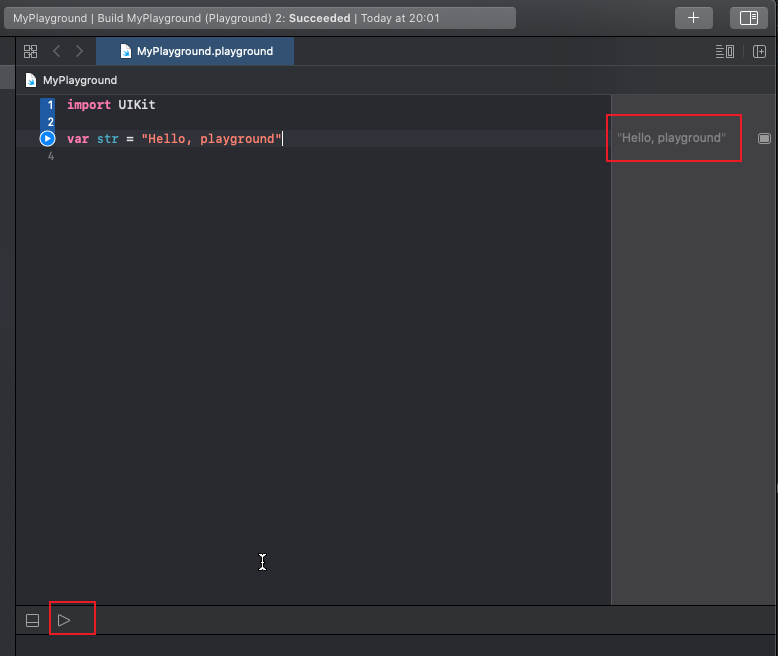 MyPlayground | Build MyPlayground (Playground) 2: Succeeded | Today at 20:01
MyPlayground.playground
MyPlayground
1 import UIKit
2
var str = "Hello, playground"
"Hello, playground"
4